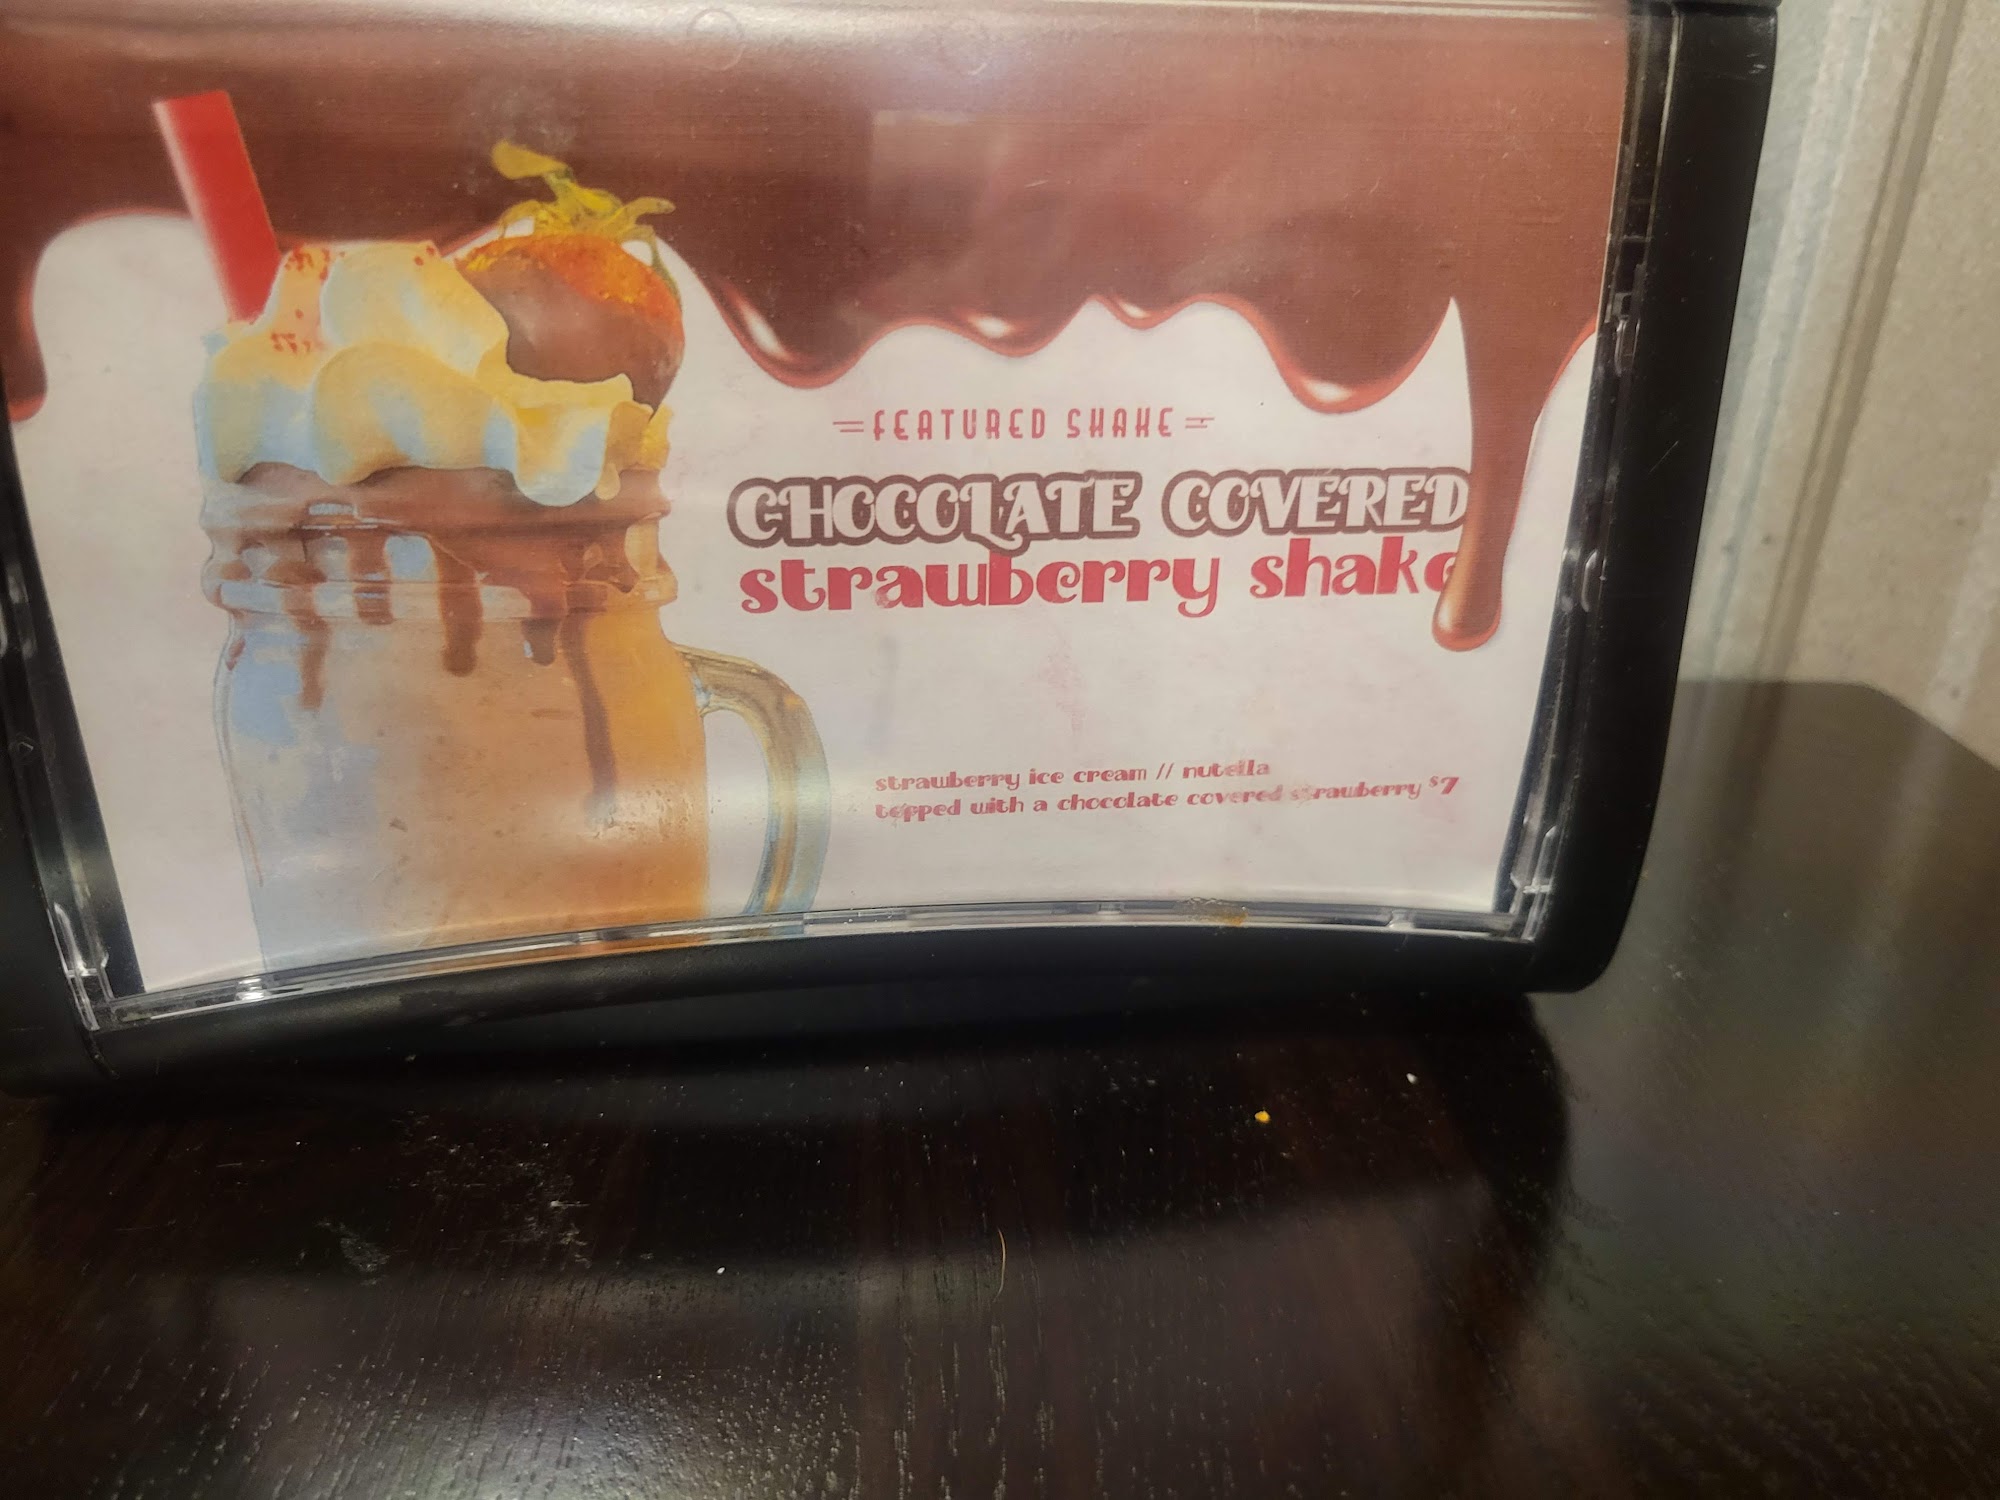 FEATURED SHAKE
CHOCOLATE COVERED
strawberry shake
strawberry ice cream // nutella
topped with a chocolate covered strawberry $7